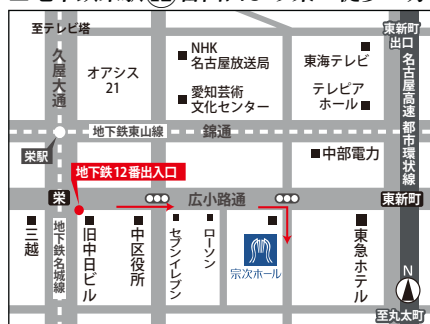 至テレビ塔
久屋大通
オアシス
21
NHK
名古屋放送局
愛知芸術
文化センター
東海テレビ
テレピア
ホール
東新町
出口
名古屋高速 都市環状線
地下鉄東山線
錦通
栄駅
中部電力
地下鉄12番出入口
栄
広小路通
東新町
三越
地下鉄名城線
旧中日ビル
中区役所
セブンイレブン
ローソン
宗次ホール
東急ホテル
N
至丸太町